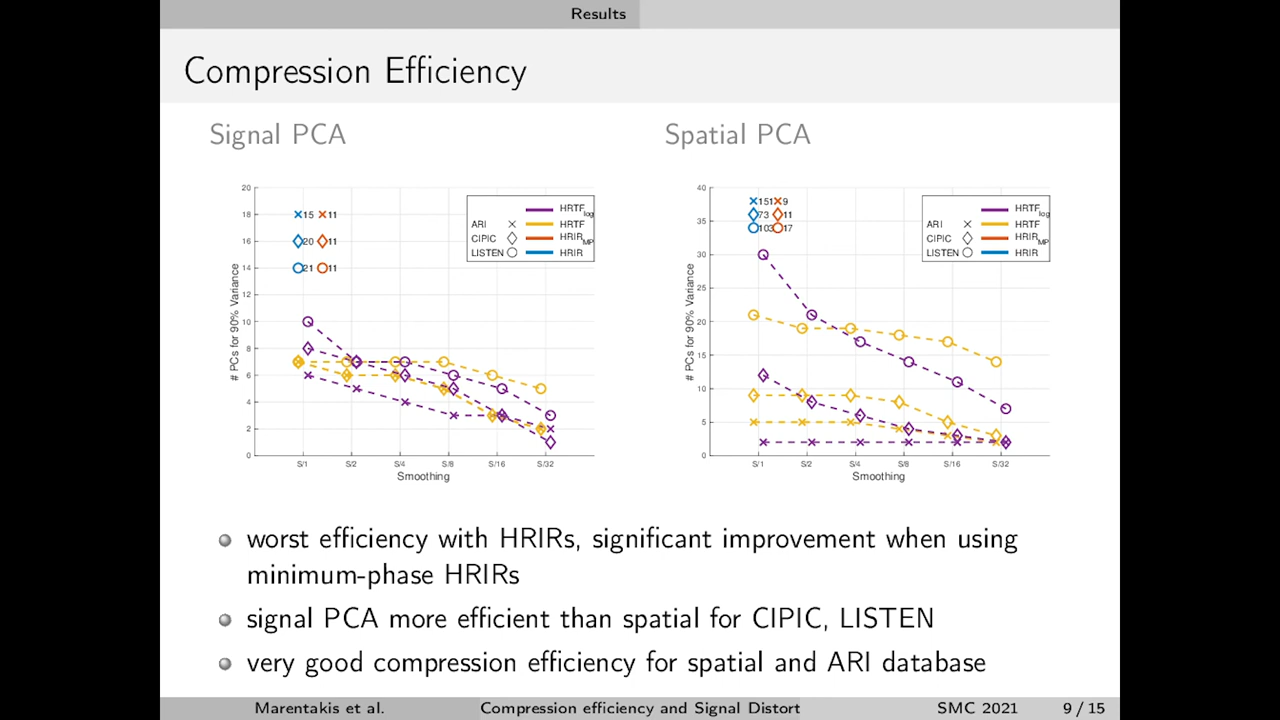 Results
Compression Efficiency
Signal PCA
Spatial PCA
20
18
16
14
12
10
8
6
4
2
0
# PCs for 90% Variance
15 11
20 11
21 11
HRTF log
ARI HRTF
CIPIC HRIR MP
LISTEN HRIR
S/1 S/2 S/4 S/8 S/16 S/32
Smoothing
40
35
30
25
20
15
10
5
0
# PCs for 90% Variance
151 9
73 11
103 17
HRTF log
ARI HRTF
CIPIC HRIR MP
LISTEN HRIR
S/1 S/2 S/4 S/8 S/16 S/32
Smoothing
worst efficiency with HRIRs, significant improvement when using
minimum-phase HRIRs
signal PCA more efficient than spatial for CIPIC, LISTEN
very good compression efficiency for spatial and ARI database
Marentakis et al. Compression efficiency and Signal Distort SMC 2021 9 / 15